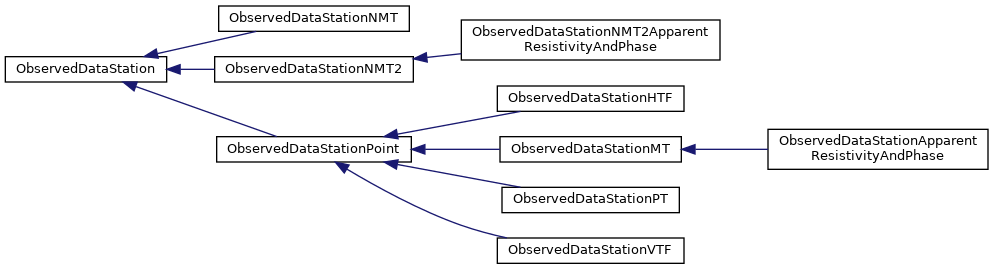 ObservedDataStationNMT
ObservedDataStationNMT2Apparent
ResistivityAndPhase
ObservedDataStation
ObservedDataStationNMT2
ObservedDataStationHTF
ObservedDataStationPoint
ObservedDataStationMT
ObservedDataStationApparent
ResistivityAndPhase
ObservedDataStationPT
ObservedDataStationVTF